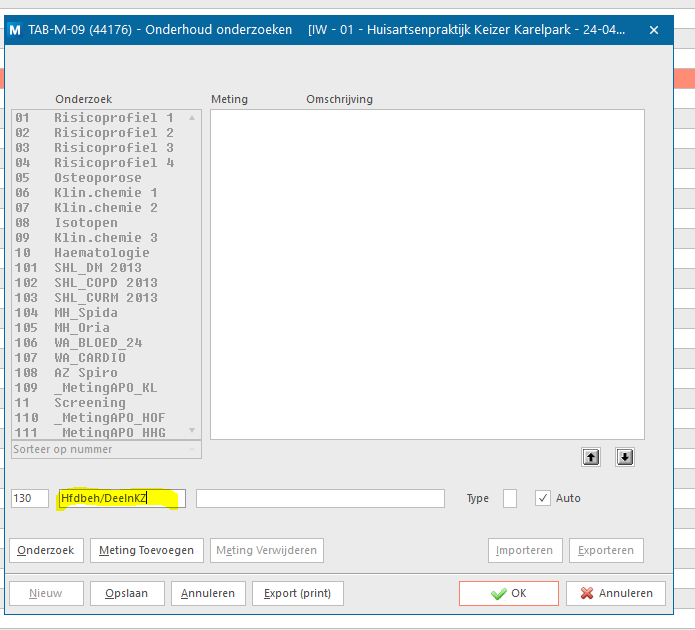 M TAB-M-09 (44176) - Onderhoud onderzoeken [IW - 01 - Huisartsenpraktijk Keizer Karelpark - 24-04...
Onderzoek Meting Omschrijving
01 Risicoprofiel 1
02 Risicoprofiel 2
03 Risicoprofiel 3
04 Risicoprofiel 4
05 Osteoporose
06 Klin.chemie 1
07 Klin.chemie 2
08 Isotopen
09 Klin.chemie 3
10 Haematologie
101 SHL_DM 2013
102 SHL_COPD 2013
103 SHL_CVRM 2013
104 MH_Spida
105 MH_Oria
106 WA_BLOED_24
107 WA_CARDIO
108 AZ Spiro
109 _MetingAPO_KL
11 Screening
110 _MetingAPO_HOF
111 _MetingAPO_HHG
Sorteer op nummer
130 Hfdbeh/DeelnKZ Type Auto
Onderzoek Meting Toevoegen Meting Verwijderen Importeren Exporteren
Nieuw Opslaan Annuleren Export (print) OK Annuleren